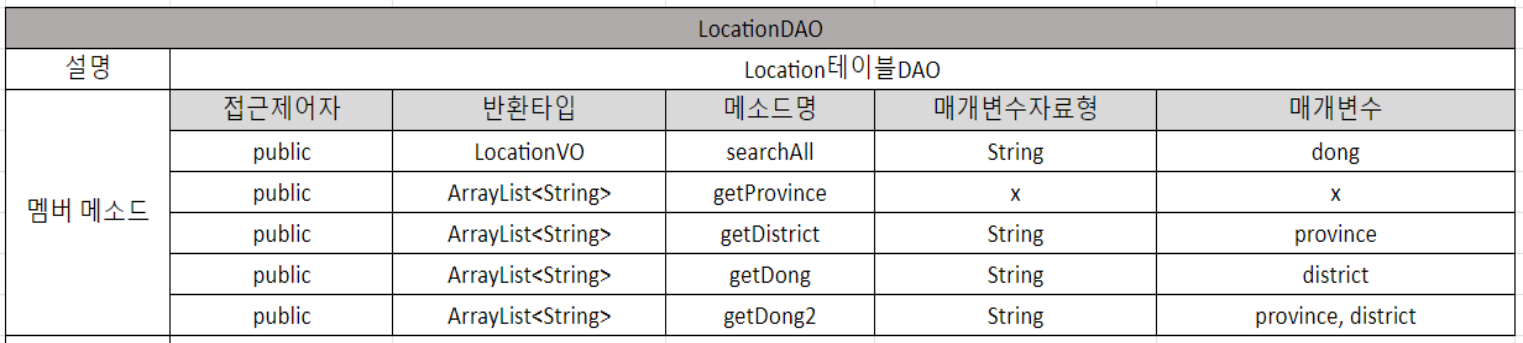 LocationDAO
설명 Location테이블DAO
접근제어자 반환타입 메소드명 매개변수자료형 매개변수
public LocationVO searchAll String dong
public ArrayList<String> getProvince x x
멤버 메소드
public ArrayList<String> getDistrict String province
public ArrayList<String> getDong String district
public ArrayList<String> getDong2 String province, district